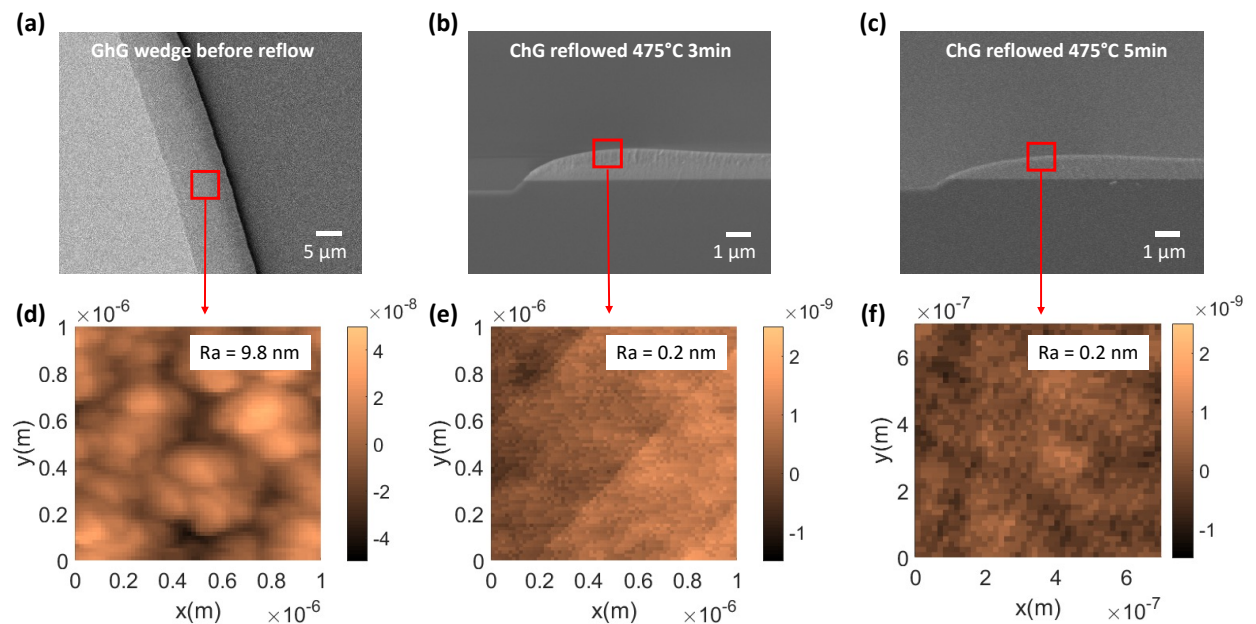 (a)
GhG wedge before reflow
5 μm
(b)
ChG reflowed 475°C 3min
1 μm
(c)
ChG reflowed 475°C 5min
1 μm
(d)
×10⁻⁶
×10⁻⁸
Ra = 9.8 nm
1
0.8
0.6
0.4
0.2
0
y(m)
0 0.2 0.4 0.6 0.8 1
x(m)
×10⁻⁶
4
2
0
-2
-4
(e)
×10⁻⁶
×10⁻⁹
Ra = 0.2 nm
1
0.8
0.6
0.4
0.2
0
y(m)
0 0.2 0.4 0.6 0.8 1
x(m)
×10⁻⁶
2
1
0
-1
(f)
×10⁻⁷
×10⁻⁹
Ra = 0.2 nm
6
4
2
0
y(m)
0 2 4 6
x(m)
×10⁻⁷
2
1
0
-1